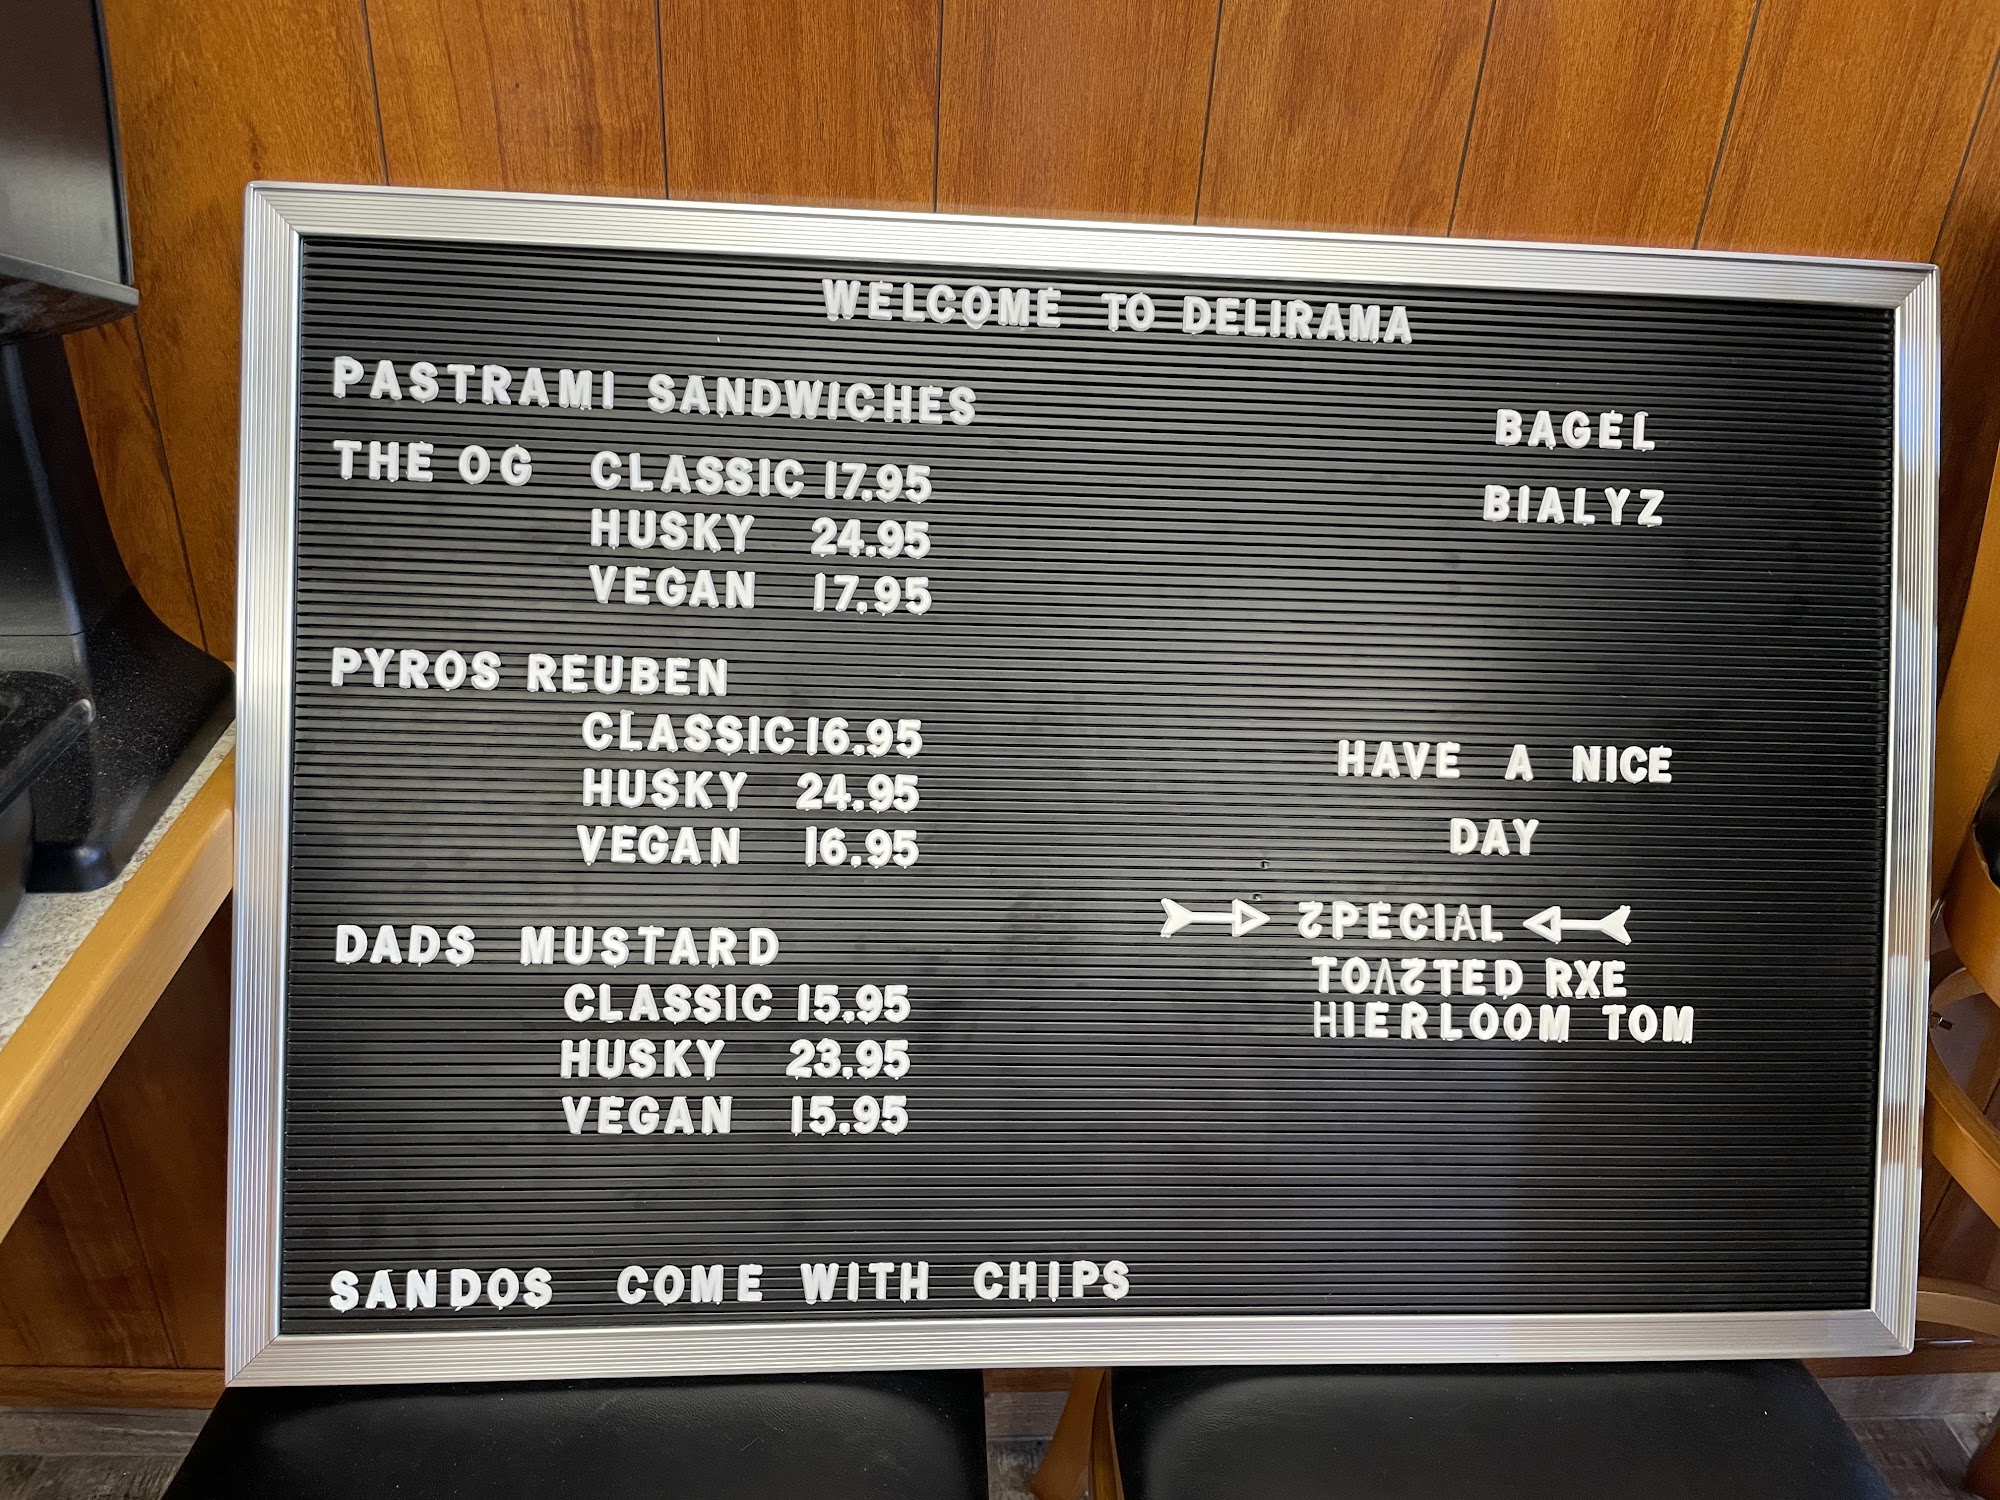 WELCOME TO DELIRAMA
PASTRAMI SANDWICHES
THE OG CLASSIC 17.95
HUSKY 24.95
VEGAN 17.95
PYROS REUBEN
CLASSIC 16.95
HUSKY 24.95
VEGAN 16.95
DADS MUSTARD
CLASSIC 15.95
HUSKY 23.95
VEGAN 15.95
SANDOS COME WITH CHIPS
BAGEL
BIALYZ
HAVE A NICE
DAY
SPECIAL
TOASTED RXE
HIERLOOM TOM